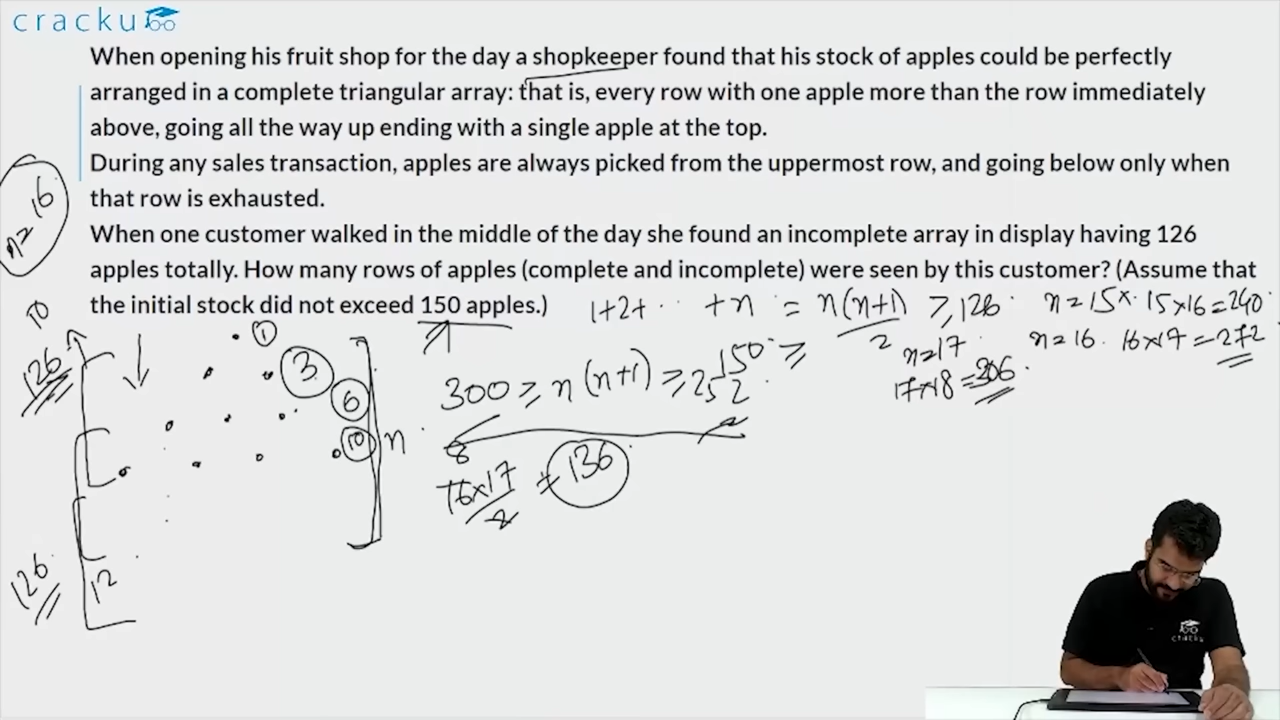 cracku
When opening his fruit shop for the day a shopkeeper found that his stock of apples could be perfectly
arranged in a complete triangular array: that is, every row with one apple more than the row immediately
above, going all the way up ending with a single apple at the top.
During any sales transaction, apples are always picked from the uppermost row, and going below only when
that row is exhausted.
When one customer walked in the middle of the day she found an incomplete array in display having 126
apples totally. How many rows of apples (complete and incomplete) were seen by this customer? (Assume that
the initial stock did not exceed 150 apples.)
n=16
1+2+ .. +n = n(n+1)/2 ≥ 126.
n=15 ×. 15×16=240.
n=16. 16×17=272
n=17.
17×18=306.
150 ≥
300 ≥ n(n+1) ≥ 252
8
16×17/2 = 136
10
126
1
3
6
10
n
126
12
cracku